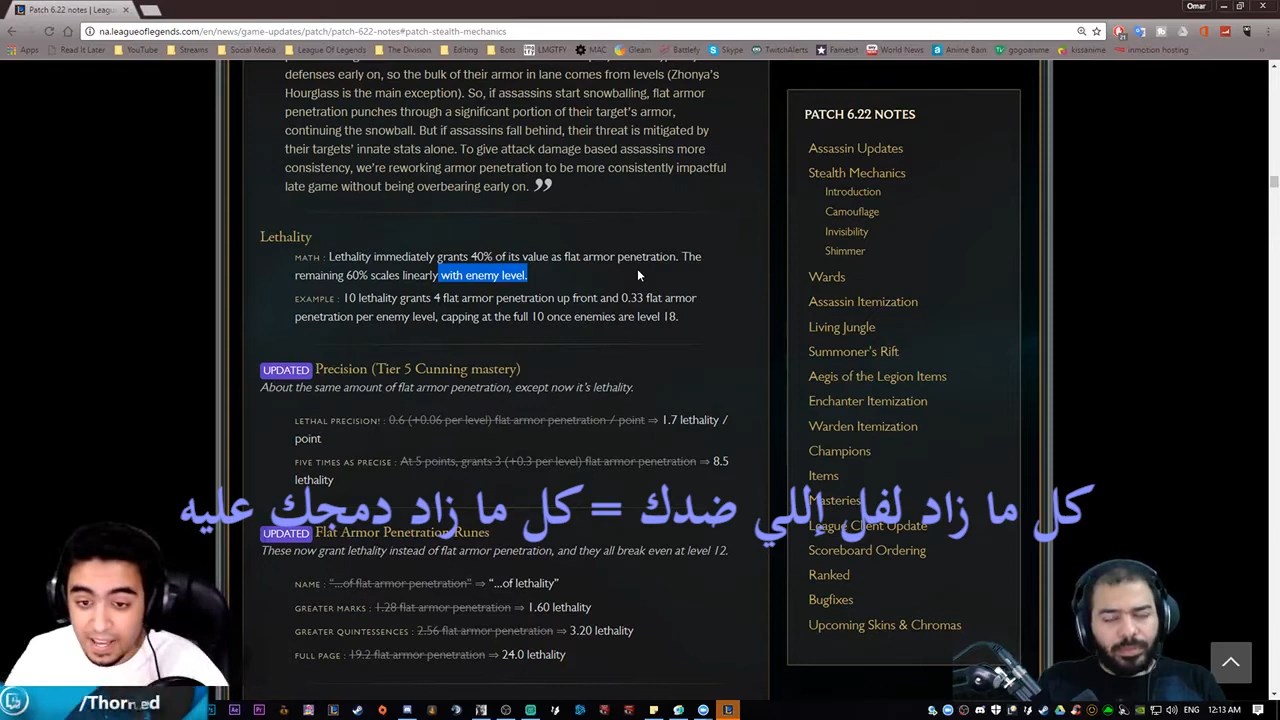 Patch 6.22 notes | Leagu
Omar
na.leagueoflegends.com/en/news/game-updates/patch/patch-622-notes#patch-stealth-mechanics
Apps
Read It Later
YouTube
Streams
Social Media
League Of Legends
The Division
Editing
Bots
LMGTFY
MAC
Gleam
Battlefy
Skype
TwitchAlerts
Famebit
World News
Anime Bam
gogoanime
kissanime
inmotion hosting
defenses early on, so the bulk of their armor in lane comes from levels (Zhonya's
Hourglass is the main exception). So, if assassins start snowballing, flat armor
penetration punches through a significant portion of their target's armor,
continuing the snowball. But if assassins fall behind, their threat is mitigated by
their targets' innate stats alone. To give attack damage based assassins more
consistency, we're reworking armor penetration to be more consistently impactful
late game without being overbearing early on.
Lethality
MATH : Lethality immediately grants 40% of its value as flat armor penetration. The
remaining 60% scales linearly with enemy level.
EXAMPLE : 10 lethality grants 4 flat armor penetration up front and 0.33 flat armor
penetration per enemy level, capping at the full 10 once enemies are level 18.
UPDATED Precision (Tier 5 Cunning mastery)
About the same amount of flat armor penetration, except now it's lethality.
LETHAL PRECISION! : 0.6 (+0.06 per level) flat armor penetration / point ⇒ 1.7 lethality /
point
FIVE TIMES AS PRECISE : At 5 points, grants 3 (+0.3 per level) flat armor penetration ⇒ 8.5
lethality
كل ما زاد لفل إللي ضدك = كل ما زاد دمجك عليه
UPDATED Flat Armor Penetration Runes
These now grant lethality instead of flat armor penetration, and they all break even at level 12.
NAME : "...of flat armor penetration" ⇒ "...of lethality"
GREATER MARKS : 1.28 flat armor penetration ⇒ 1.60 lethality
GREATER QUINTESSENCES : 2.56 flat armor penetration ⇒ 3.20 lethality
FULL PAGE : 19.2 flat armor penetration ⇒ 24.0 lethality
PATCH 6.22 NOTES
Assassin Updates
Stealth Mechanics
Introduction
Camouflage
Invisibility
Shimmer
Wards
Assassin Itemization
Living Jungle
Summoner's Rift
Aegis of the Legion Items
Enchanter Itemization
Warden Itemization
Champions
Items
Masteries
League Client Update
Scoreboard Ordering
Ranked
Bugfixes
Upcoming Skins & Chromas
/Thorned
ENG
12:13 AM